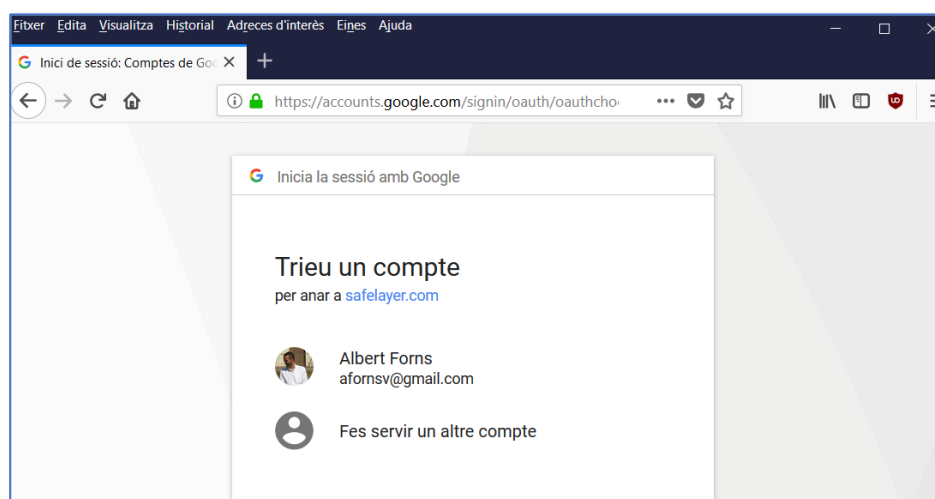 Fitxer Edita Visualitza Historial Adreces d'interès Eines Ajuda
Inici de sessió: Comptes de Goo
https://accounts.google.com/signin/oauth/oauthcho
Inicia la sessió amb Google
Trieu un compte
per anar a safelayer.com
Albert Forns
afornsv@gmail.com
Fes servir un altre compte